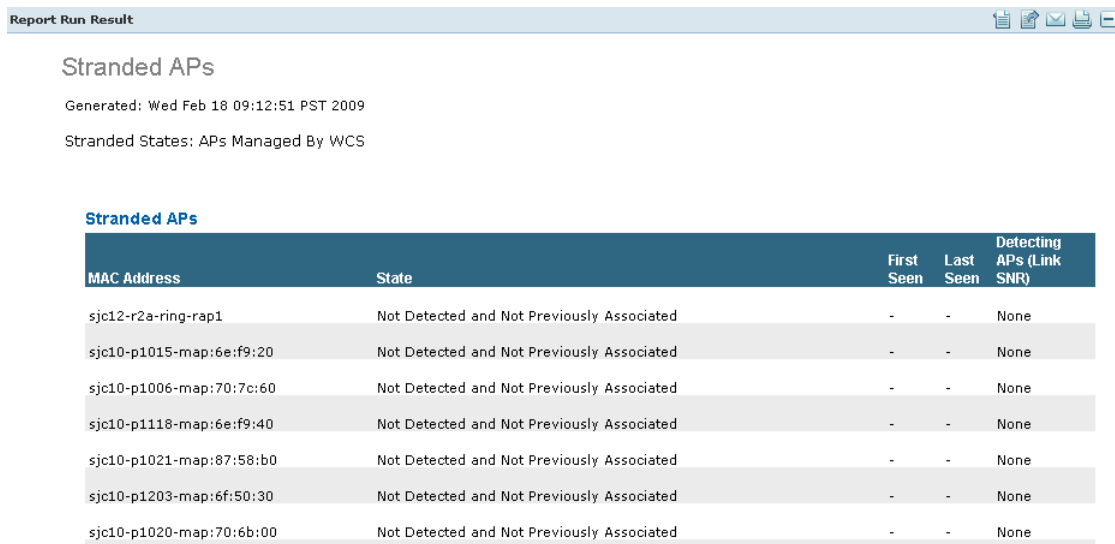 Report Run Result
Stranded APs
Generated: Wed Feb 18 09:12:51 PST 2009
Stranded States: APs Managed By WCS
Stranded APs
MAC Address State First Seen Last Seen Detecting APs (Link SNR)
sjc12-r2a-ring-rap1 Not Detected and Not Previously Associated - - None
sjc10-p1015-map:6e:f9:20 Not Detected and Not Previously Associated - - None
sjc10-p1006-map:70:7c:60 Not Detected and Not Previously Associated - - None
sjc10-p1118-map:6e:f9:40 Not Detected and Not Previously Associated - - None
sjc10-p1021-map:87:58:b0 Not Detected and Not Previously Associated - - None
sjc10-p1203-map:6f:50:30 Not Detected and Not Previously Associated - - None
sjc10-p1020-map:70:6b:00 Not Detected and Not Previously Associated - - None